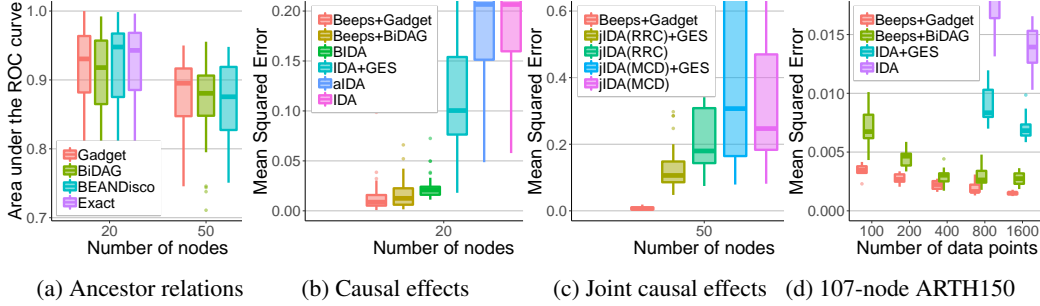 Area under the ROC curve
1.0
0.9
0.8
0.7
Gadget
BiDAG
BEANDisco
Exact
20
50
Number of nodes
(a) Ancestor relations
Mean Squared Error
0.20
0.15
0.10
0.05
0.00
Beeps+Gadget
Beeps+BiDAG
BIDA
IDA+GES
aIDA
IDA
20
Number of nodes
(b) Causal effects
Mean Squared Error
0.6
0.4
0.2
0.0
Beeps+Gadget
jIDA(RRC)+GES
jIDA(RRC)
jIDA(MCD)+GES
jIDA(MCD)
50
Number of nodes
(c) Joint causal effects
Mean Squared Error
0.015
0.010
0.005
0.000
Beeps+Gadget
Beeps+BiDAG
IDA+GES
IDA
100
200
400
800
1600
Number of data points
(d) 107-node ARTH150